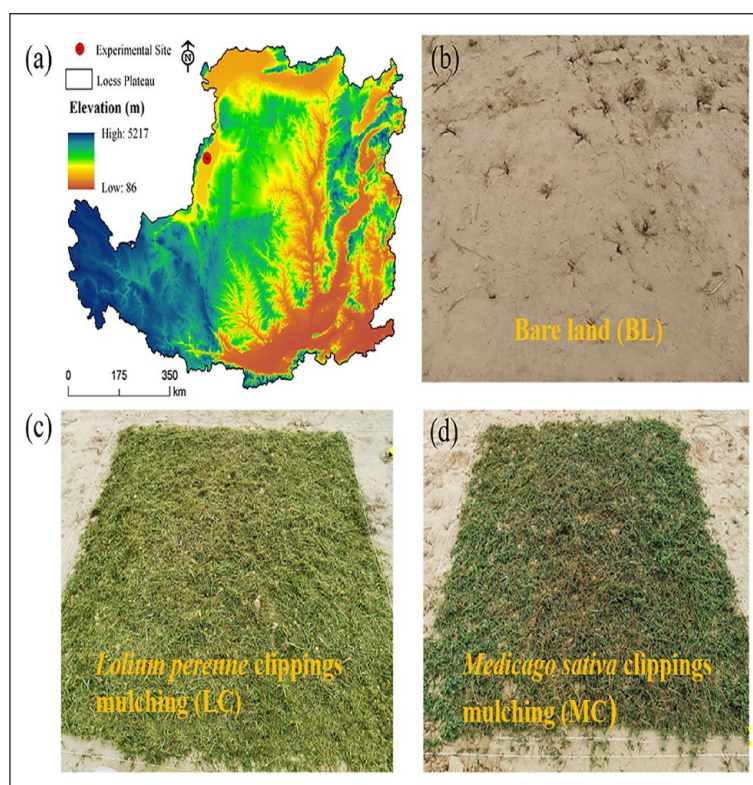 (a)
Experimental Site
Loess Plateau
N
Elevation (m)
High: 5217
Low: 86
0 175 350
km
(b)
Bare land (BL)
(c)
Lolium perenne clippings
mulching (LC)
(d)
Medicago sativa clippings
mulching (MC)